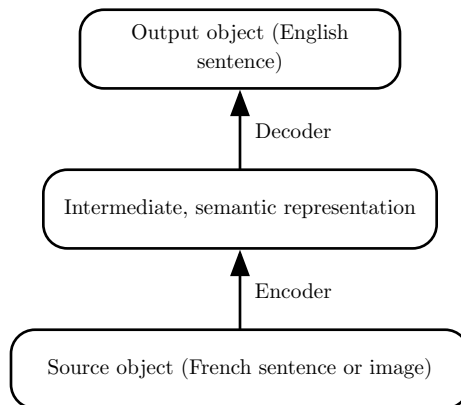 Output object (English
sentence)
Decoder
Intermediate, semantic representation
Encoder
Source object (French sentence or image)